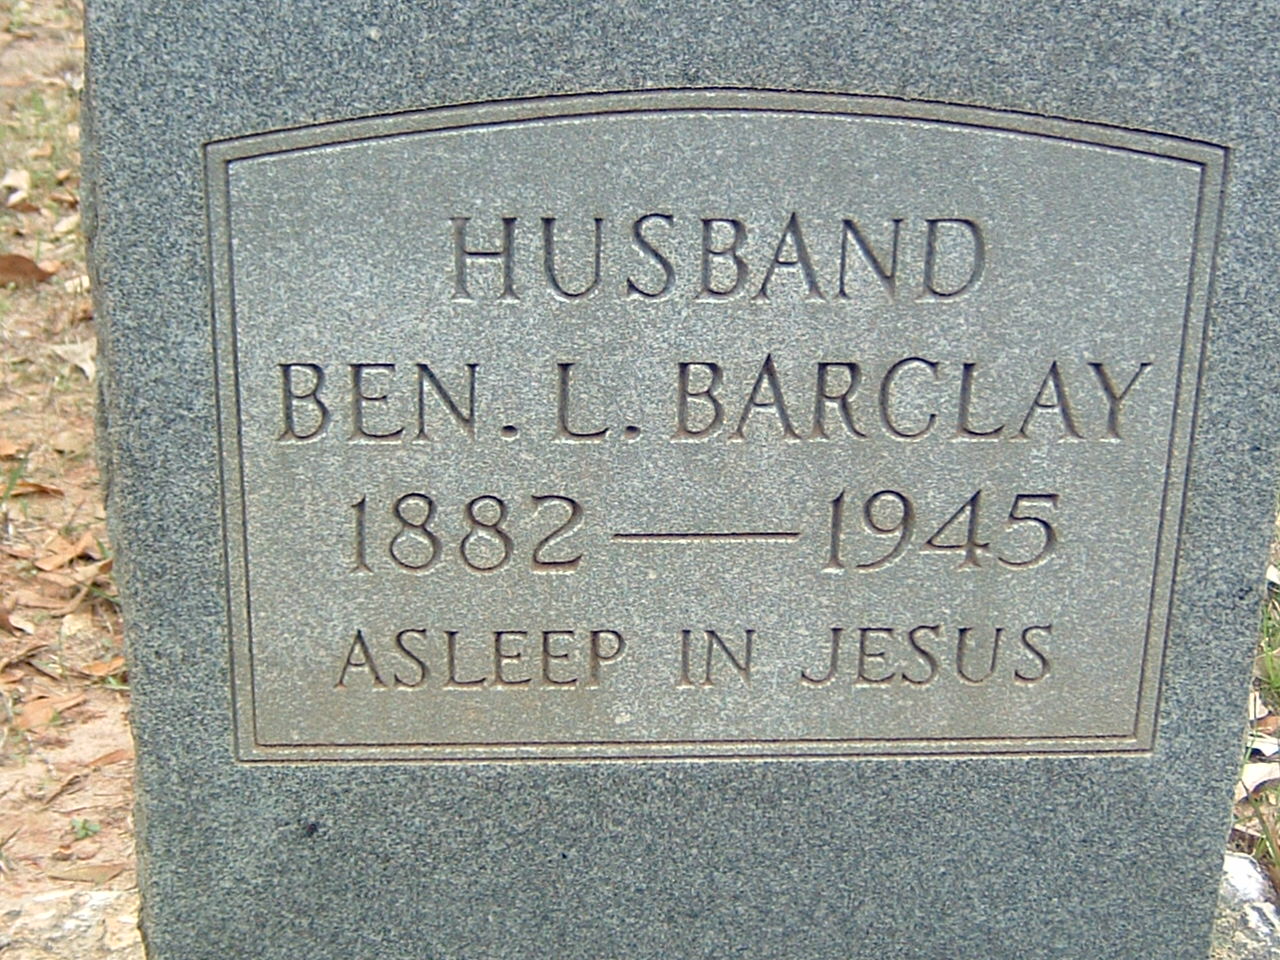 HUSBAND
BEN. L. BARCLAY
1882 — 1945
ASLEEP IN JESUS